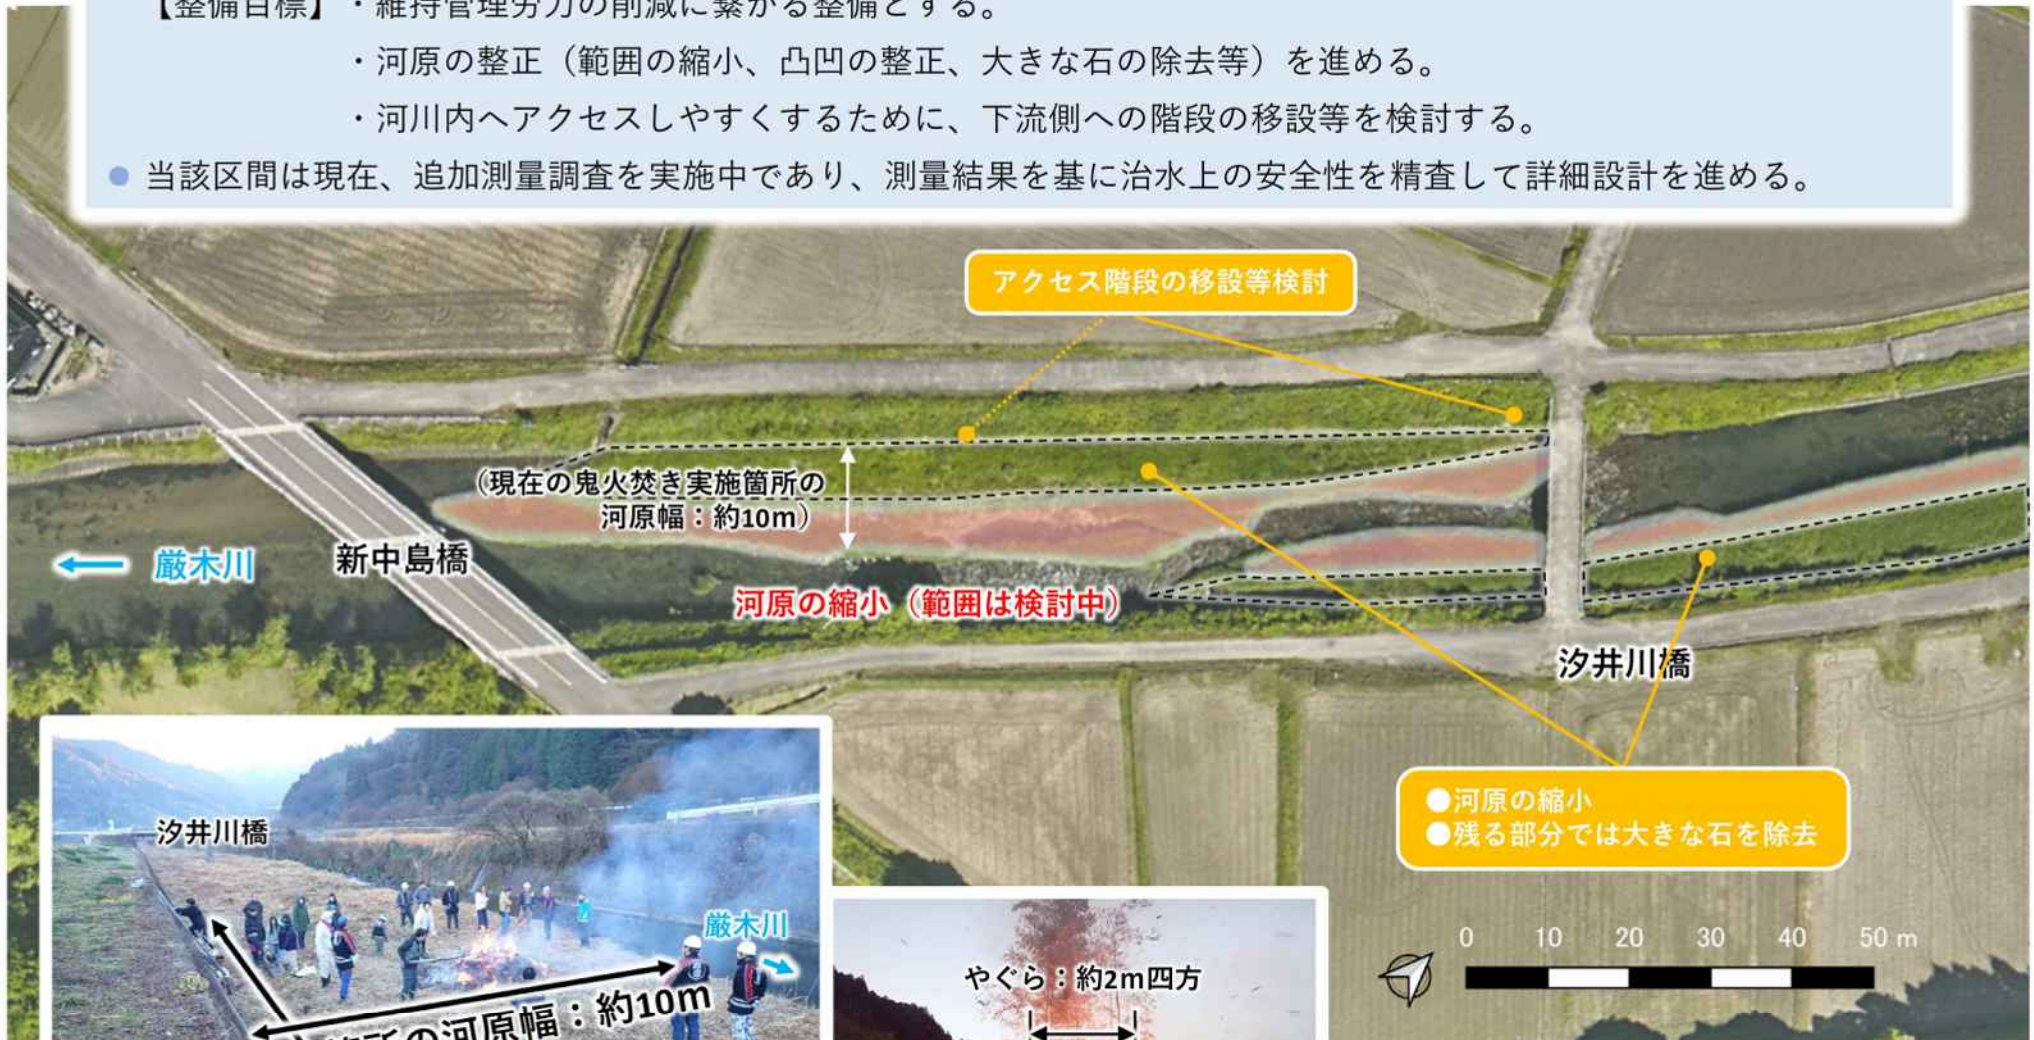 【整備目標】・維持管理労力の削減に繋がる整備とする。
・河原の整正（範囲の縮小、凸凹の整正、大きな石の除去等）を進める。
・河川内へアクセスしやすくするために、下流側への階段の移設等を検討する。
● 当該区間は現在、追加測量調査を実施中であり、測量結果を基に治水上の安全性を精査して詳細設計を進める。
アクセス階段の移設等検討
（現在の鬼火焚き実施箇所の
河原幅：約10m）
厳木川
新中島橋
河原の縮小（範囲は検討中）
汐井川橋
●河原の縮小
●残る部分では大きな石を除去
汐井川橋
厳木川
所の河原幅：約10m
やぐら：約2m四方
0 10 20 30 40 50 m